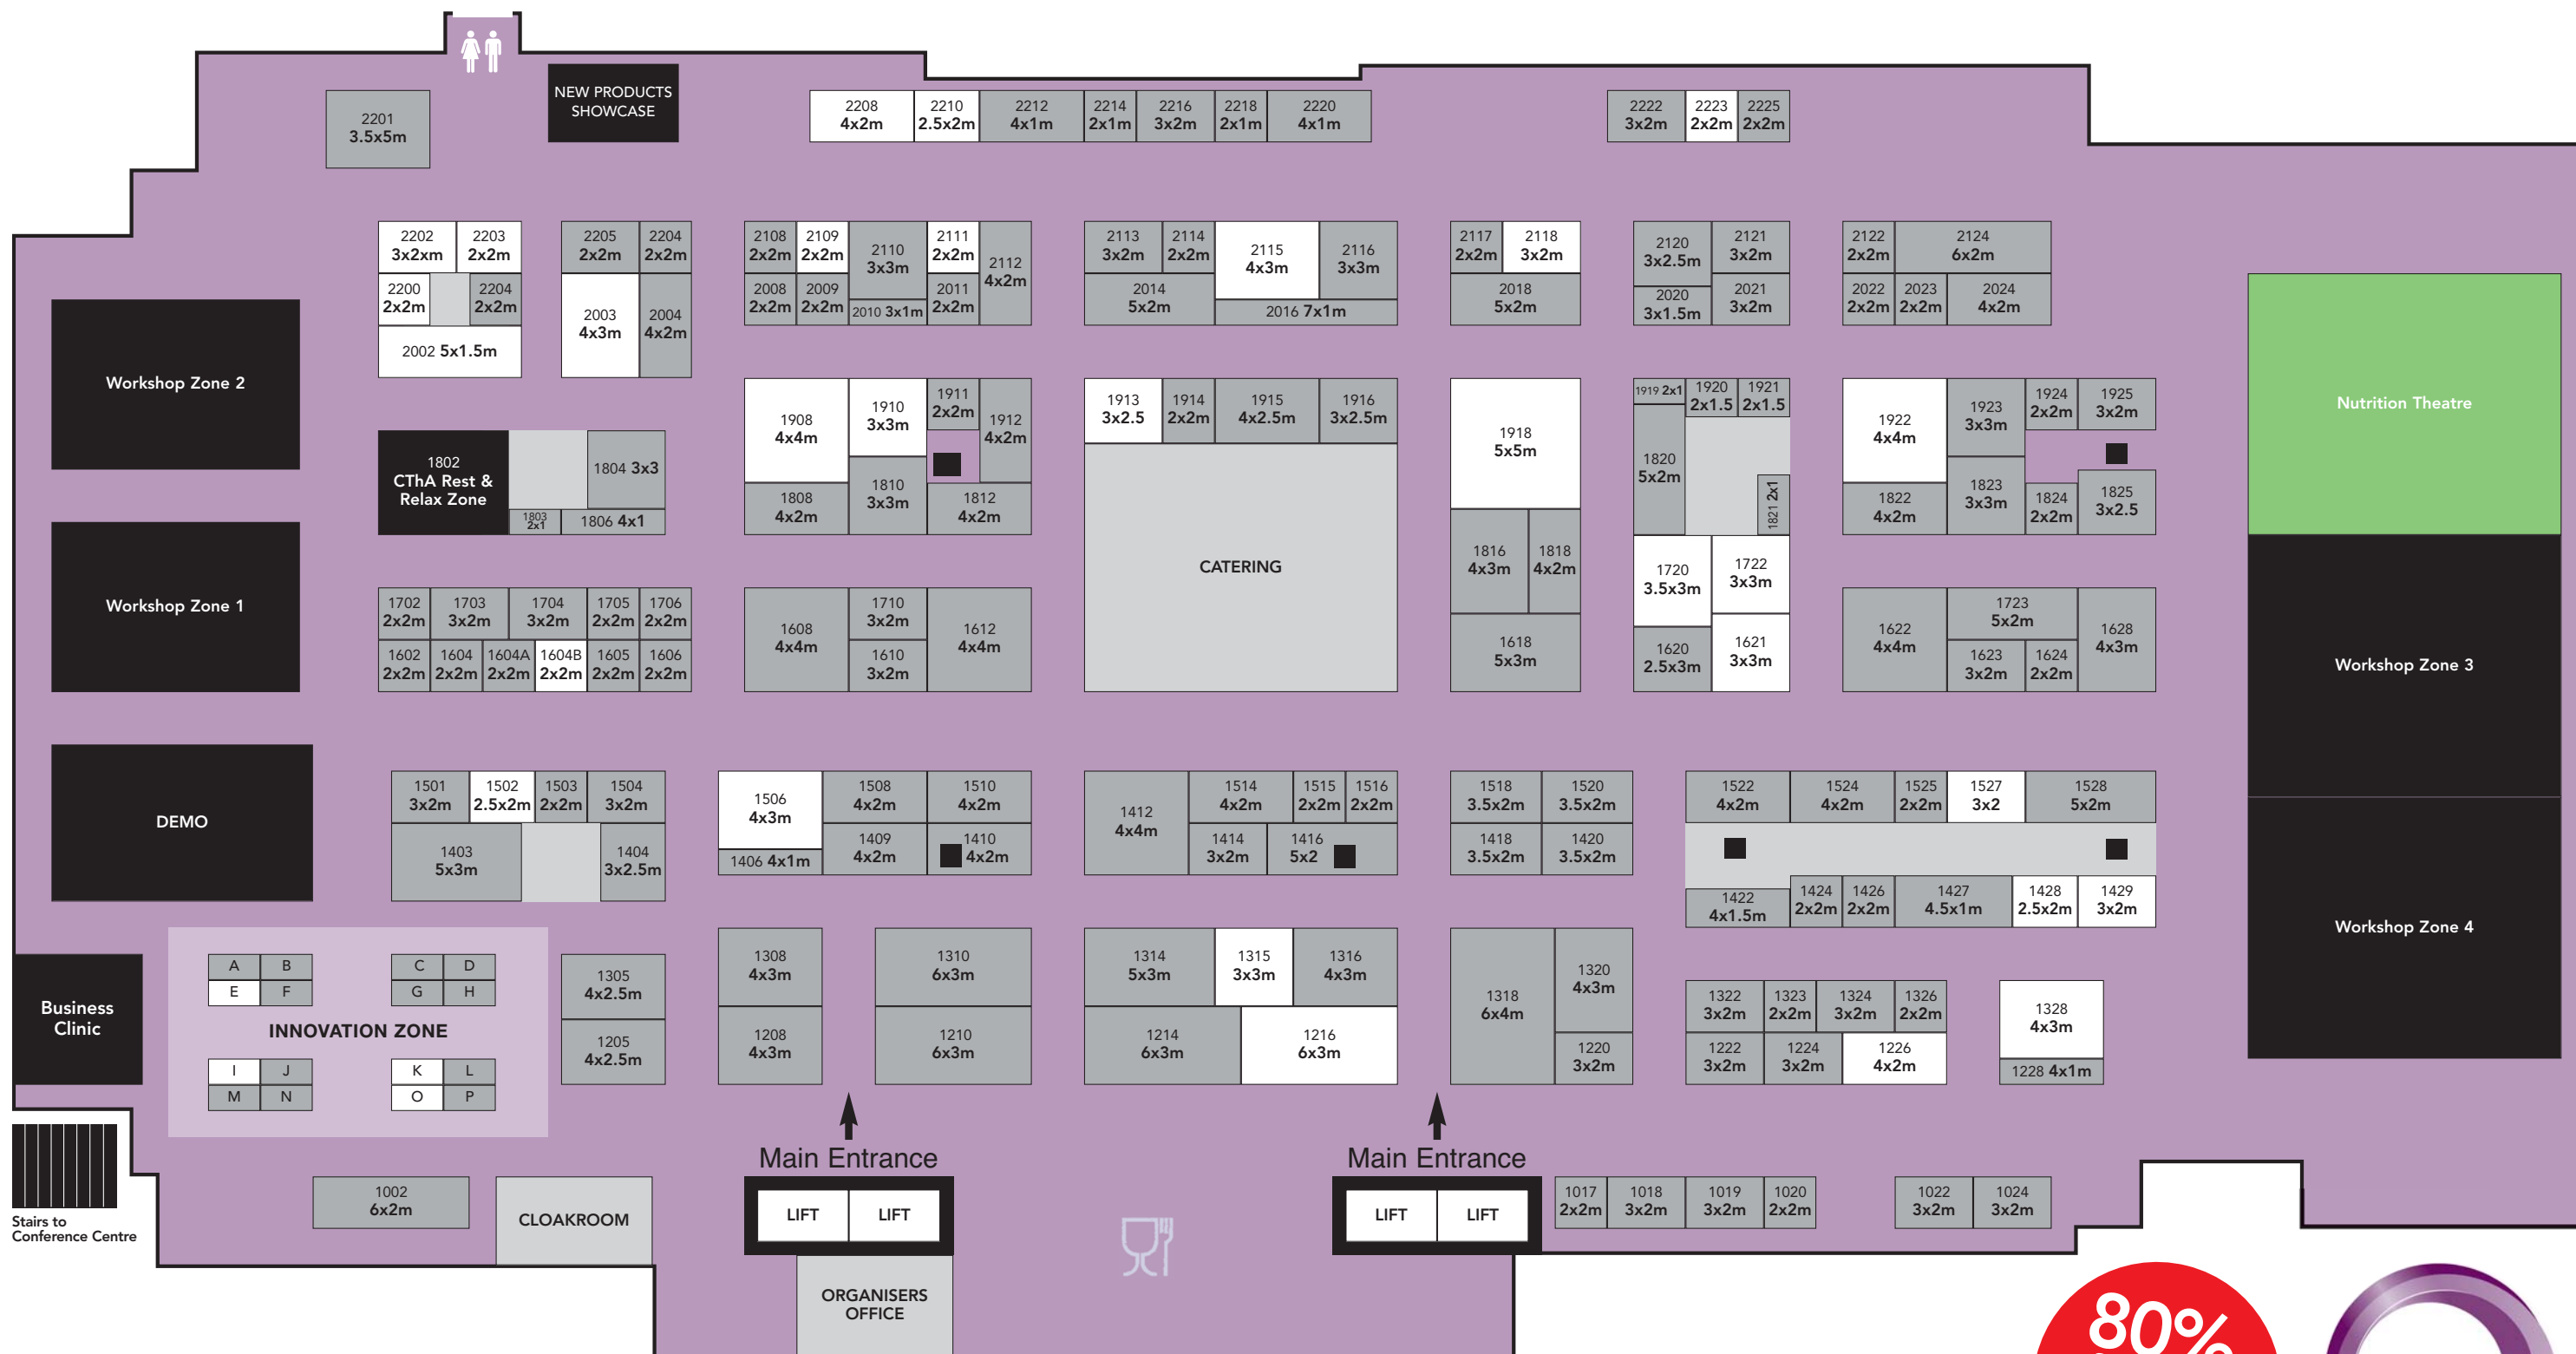 NEW PRODUCTS
SHOWCASE
2201
3.5x5m
2208
4x2m
2210
2.5x2m
2212
4x1m
2214
2x1m
2216
3x2m
2218
2x1m
2220
4x1m
2222
3x2m
2223
2x2m
2225
2x2m
2202
3x2xm
2203
2x2m
2200
2x2m
2204
2x2m
2002 5x1.5m
2205
2x2m
2204
2x2m
2003
4x3m
2004
4x2m
2108
2x2m
2109
2x2m
2110
3x3m
2111
2x2m
2112
4x2m
2008
2x2m
2009
2x2m
2010 3x1m
2011
2x2m
2113
3x2m
2114
2x2m
2115
4x3m
2116
3x3m
2014
5x2m
2016 7x1m
2117
2x2m
2118
3x2m
2018
5x2m
2120
3x2.5m
2121
3x2m
2020
3x1.5m
2021
3x2m
2122
2x2m
2124
6x2m
2022
2x2m
2023
2x2m
2024
4x2m
Workshop Zone 2
Nutrition Theatre
1802
CThA Rest &
Relax Zone
1804 3x3
1803
2x1
1806 4x1
1908
4x4m
1910
3x3m
1911
2x2m
1912
4x2m
1808
4x2m
1810
3x3m
1812
4x2m
1913
3x2.5
1914
2x2m
1915
4x2.5m
1916
3x2.5m
CATERING
1918
5x5m
1816
4x3m
1818
4x2m
1618
5x3m
1919 2x1
1920
2x1.5
1921
2x1.5
1820
5x2m
1821 2x1
1720
3.5x3m
1722
3x3m
1620
2.5x3m
1621
3x3m
1922
4x4m
1923
3x3m
1924
2x2m
1925
3x2m
1822
4x2m
1823
3x3m
1824
2x2m
1825
3x2.5
Workshop Zone 1
1702
2x2m
1703
3x2m
1704
3x2m
1705
2x2m
1706
2x2m
1602
2x2m
1604
2x2m
1604A
2x2m
1604B
2x2m
1605
2x2m
1606
2x2m
1608
4x4m
1710
3x2m
1610
3x2m
1612
4x4m
1622
4x4m
1723
5x2m
1623
3x2m
1624
2x2m
1628
4x3m
Workshop Zone 3
DEMO
1501
3x2m
1502
2.5x2m
1503
2x2m
1504
3x2m
1403
5x3m
1404
3x2.5m
1506
4x3m
1508
4x2m
1510
4x2m
1406 4x1m
1409
4x2m
1410
4x2m
1412
4x4m
1514
4x2m
1515
2x2m
1516
2x2m
1414
3x2m
1416
5x2
1518
3.5x2m
1520
3.5x2m
1418
3.5x2m
1420
3.5x2m
1522
4x2m
1524
4x2m
1525
2x2m
1527
3x2
1528
5x2m
1422
4x1.5m
1424
2x2m
1426
2x2m
1427
4.5x1m
1428
2.5x2m
1429
3x2m
Workshop Zone 4
Business
Clinic
A
B
C
D
E
F
G
H
INNOVATION ZONE
I
J
K
L
M
N
O
P
1305
4x2.5m
1205
4x2.5m
1308
4x3m
1208
4x3m
1310
6x3m
1210
6x3m
1314
5x3m
1315
3x3m
1316
4x3m
1214
6x3m
1216
6x3m
1318
6x4m
1320
4x3m
1220
3x2m
1322
3x2m
1323
2x2m
1324
3x2m
1326
2x2m
1222
3x2m
1224
3x2m
1226
4x2m
1328
4x3m
1228 4x1m
Main Entrance
Main Entrance
Stairs to
Conference Centre
1002
6x2m
CLOAKROOM
LIFT
LIFT
LIFT
LIFT
1017
2x2m
1018
3x2m
1019
3x2m
1020
2x2m
1022
3x2m
1024
3x2m
ORGANISERS
OFFICE
80%